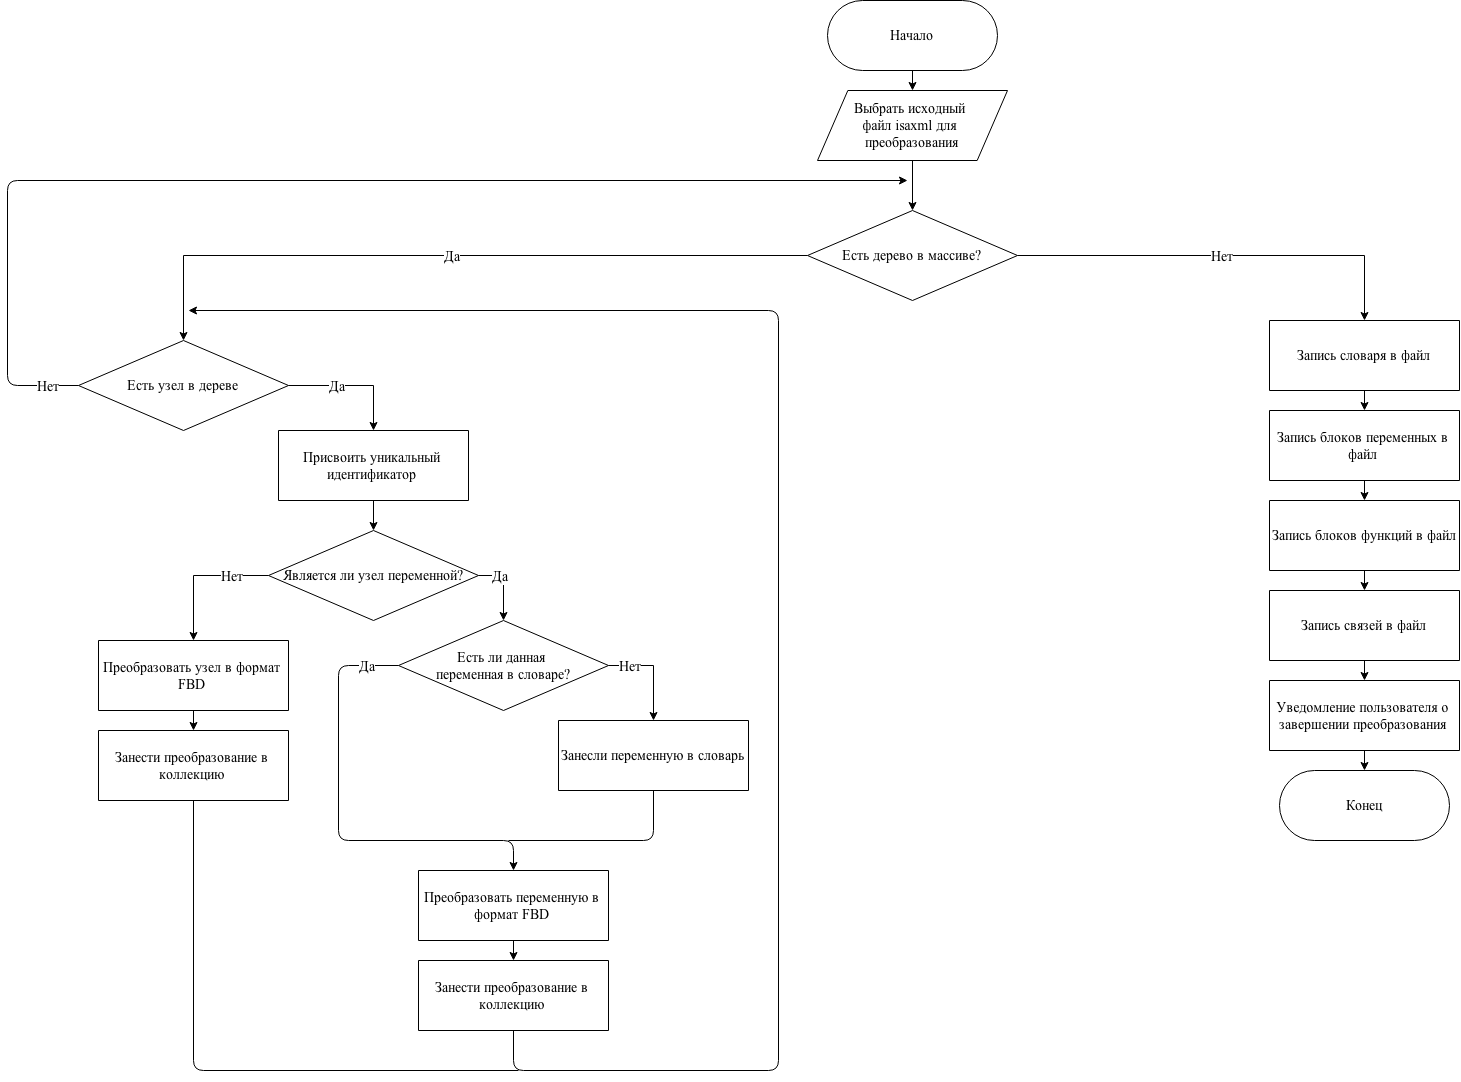 Начало
Выбрать исходный
файл isaxml для
преобразования
Есть дерево в массиве?
Да
Нет
Есть узел в дереве
Нет
Да
Присвоить уникальный
идентификатор
Является ли узел переменной?
Нет
Да
Преобразовать узел в формат
FBD
Занести преобразование в
коллекцию
Есть ли данная
переменная в словаре?
Да
Нет
Занесли переменную в словарь
Преобразовать переменную в
формат FBD
Занести преобразование в
коллекцию
Запись словаря в файл
Запись блоков переменных в
файл
Запись блоков функций в файл
Запись связей в файл
Уведомление пользователя о
завершении преобразования
Конец